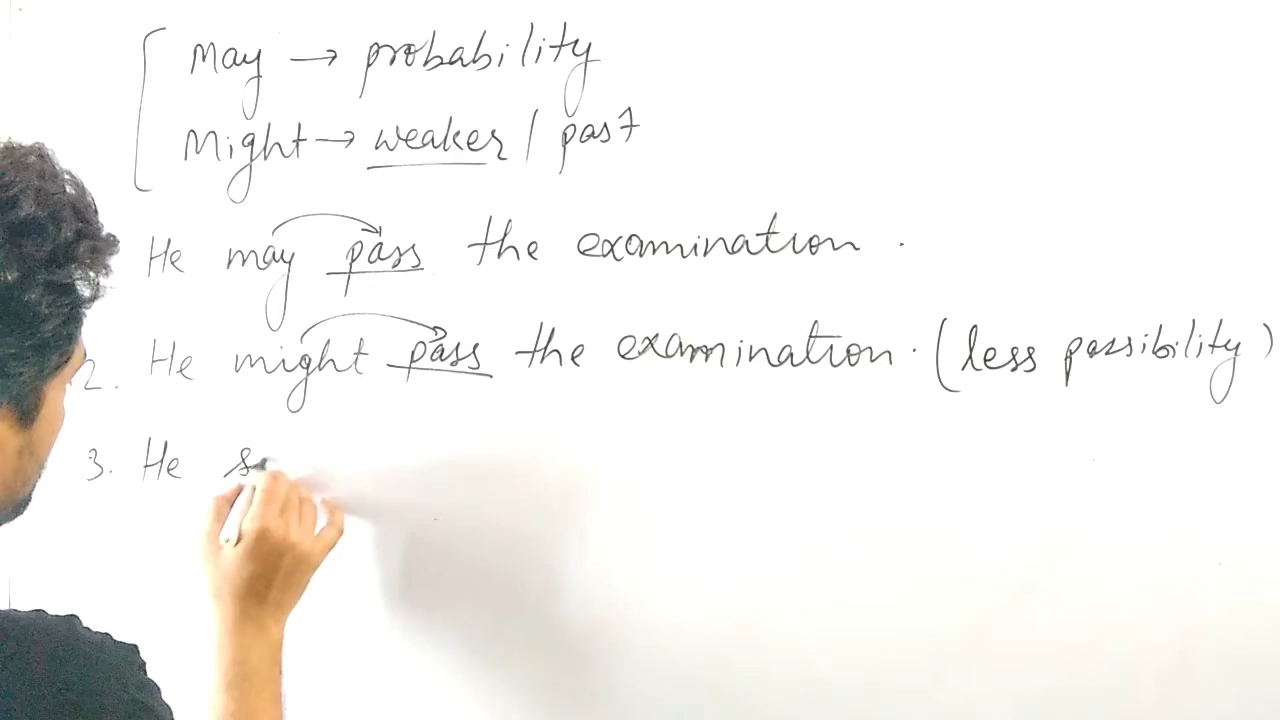 May → probability
Might → weaker / past
He may pass the examination.
2. He might pass the examination. (less possibility)
3. He s